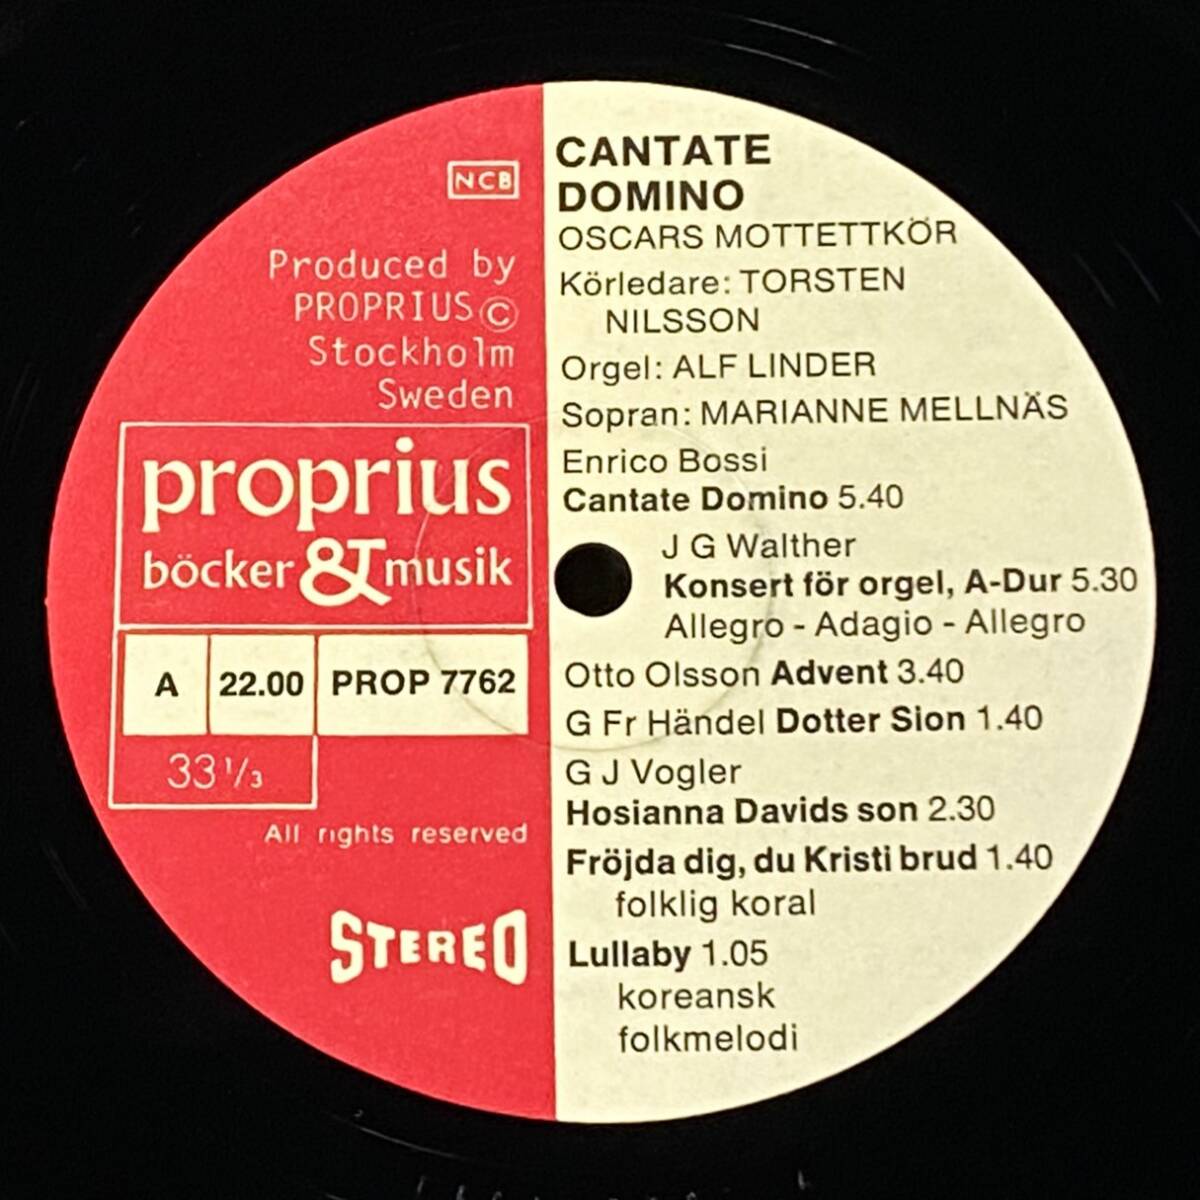 NCB
Produced by
PROPRIUS ©
Stockholm
Sweden
proprius
böcker & musik
A 22.00 PROP 7762
33 1/3
All rights reserved
STEREO
CANTATE
DOMINO
OSCARS MOTTETTKÖR
Körledare: TORSTEN
NILSSON
Orgel: ALF LINDER
Sopran: MARIANNE MELLNÄS
Enrico Bossi
Cantate Domino 5.40
J G Walther
Konsert för orgel, A-Dur 5.30
Allegro - Adagio - Allegro
Otto Olsson Advent 3.40
G Fr Händel Dotter Sion 1.40
G J Vogler
Hosianna Davids son 2.30
Fröjda dig, du Kristi brud 1.40
folklig koral
Lullaby 1.05
koreansk
folkmelodi